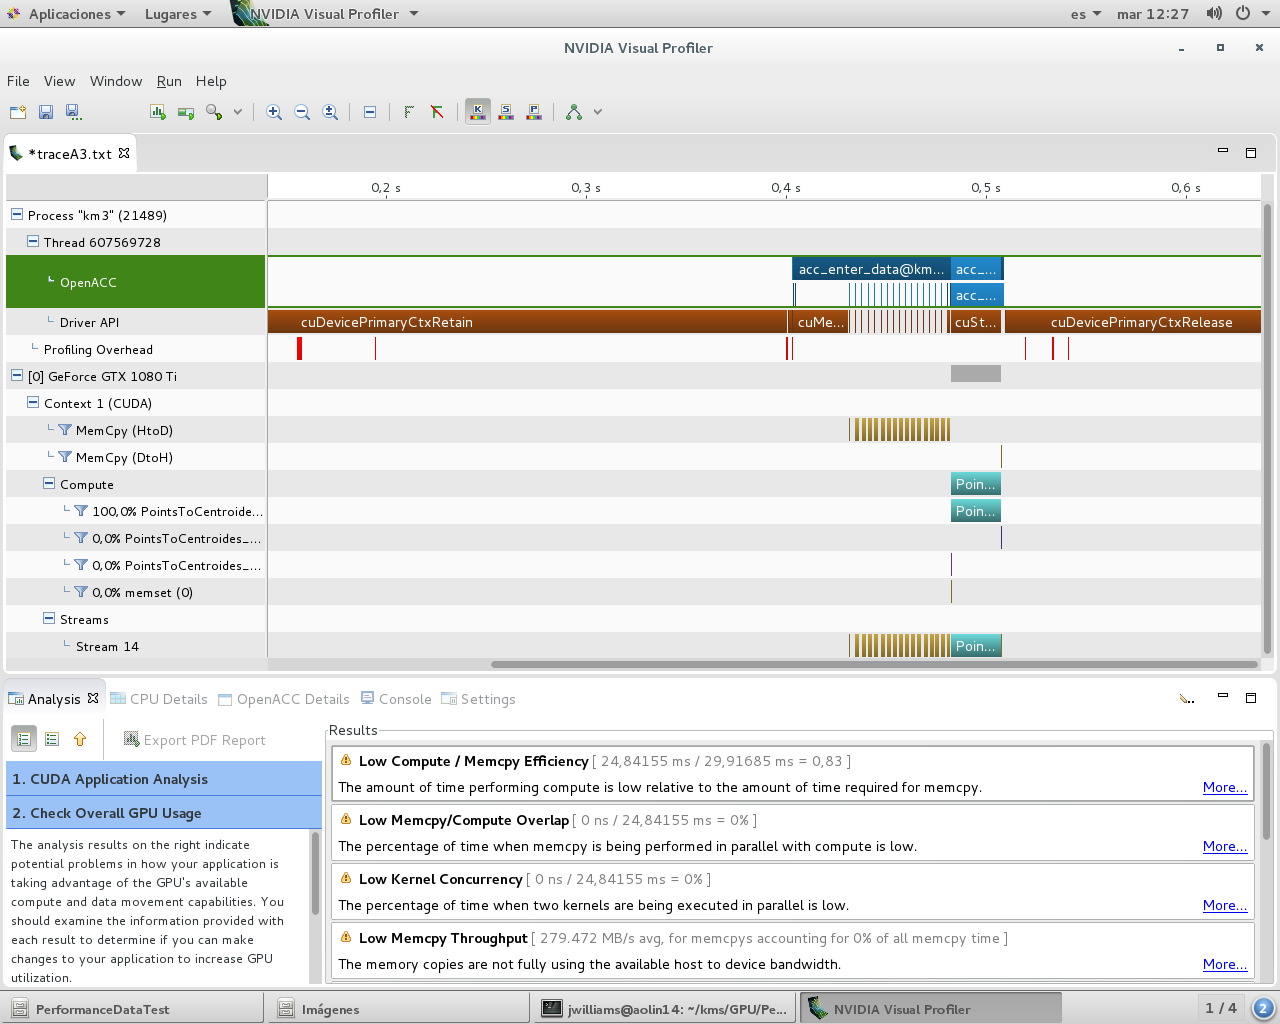 Aplicaciones Lugares NVIDIA Visual Profiler es mar 12:27
NVIDIA Visual Profiler
File View Window Run Help
*traceA3.txt
0,2 s 0,3 s 0,4 s 0,5 s 0,6 s
Process "km3" (21489)
Thread 607569728
OpenACC
acc_enter_data@km... acc_...
acc_...
Driver API cuDevicePrimaryCtxRetain cuMe... cuSt... cuDevicePrimaryCtxRelease
Profiling Overhead
[0] GeForce GTX 1080 Ti
Context 1 (CUDA)
MemCpy (HtoD)
MemCpy (DtoH)
Compute Poin...
100,0% PointsToCentroide... Poin...
0,0% PointsToCentroides_...
0,0% PointsToCentroides_...
0,0% memset (0)
Streams
Stream 14 Poin...
Analysis CPU Details OpenACC Details Console Settings
Export PDF Report
1. CUDA Application Analysis
2. Check Overall GPU Usage
The analysis results on the right indicate
potential problems in how your application is
taking advantage of the GPU's available
compute and data movement capabilities. You
should examine the information provided with
each result to determine if you can make
changes to your application to increase GPU
utilization.
Results
Low Compute / Memcpy Efficiency [ 24,84155 ms / 29,91685 ms = 0,83 ]
The amount of time performing compute is low relative to the amount of time required for memcpy. More...
Low Memcpy/Compute Overlap [ 0 ns / 24,84155 ms = 0% ]
The percentage of time when memcpy is being performed in parallel with compute is low. More...
Low Kernel Concurrency [ 0 ns / 24,84155 ms = 0% ]
The percentage of time when two kernels are being executed in parallel is low. More...
Low Memcpy Throughput [ 279.472 MB/s avg, for memcpys accounting for 0% of all memcpy time ]
The memory copies are not fully using the available host to device bandwidth. More...
PerformanceDataTest Imágenes jwilliams@aolin14: ~/kms/GPU/Pe... NVIDIA Visual Profiler 1 / 4 2